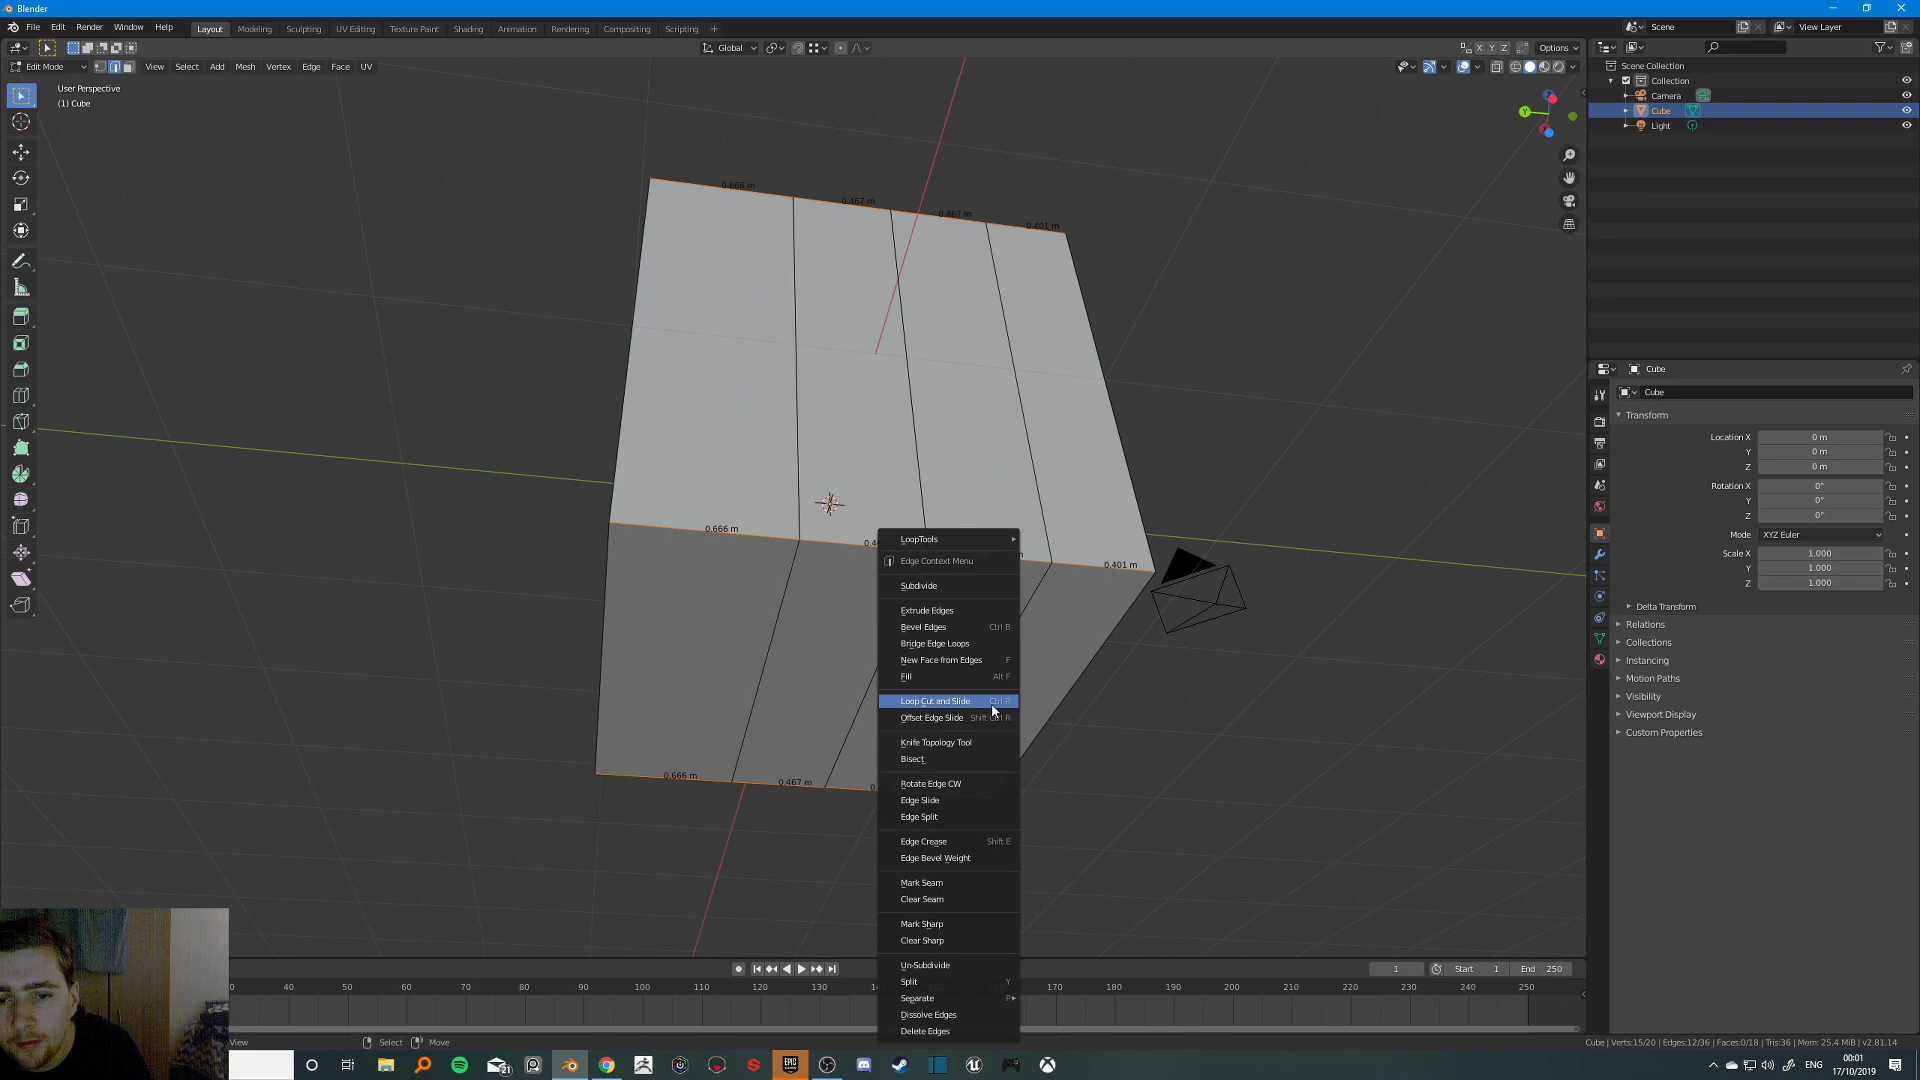 Blender
File Edit Render Window Help
Layout Modeling Sculpting UV Editing Texture Paint Shading Animation Rendering Compositing Scripting +
Scene
View Layer
Global
X Y Z
Options
Edit Mode
View Select Add Mesh Vertex Edge Face UV
User Perspective
(1) Cube
Scene Collection
Collection
Camera
Cube
Light
Y
Z
0.666 m
0.467 m
0.467 m
0.401 m
0.666 m
0.401 m
0.666 m
0.467 m
LoopTools
Edge Context Menu
Subdivide
Extrude Edges
Bevel Edges Ctrl B
Bridge Edge Loops
New Face from Edges F
Fill Alt F
Loop Cut and Slide Ctrl R
Offset Edge Slide Shift Ctrl R
Knife Topology Tool
Bisect
Rotate Edge CW
Edge Slide
Edge Split
Edge Crease Shift E
Edge Bevel Weight
Mark Seam
Clear Seam
Mark Sharp
Clear Sharp
Un-Subdivide
Split Y
Separate P
Dissolve Edges
Delete Edges
Cube
Cube
Transform
Location X 0 m
Y 0 m
Z 0 m
Rotation X 0°
Y 0°
Z 0°
Mode XYZ Euler
Scale X 1.000
Y 1.000
Z 1.000
Delta Transform
Relations
Collections
Instancing
Motion Paths
Visibility
Viewport Display
Custom Properties
1 Start 1 End 250
40 50 60 70 80 90 100 110 120 130 170 180 190 200 210 220 230 240 250
View Select Move
Cube | Verts:15/20 | Edges:12/36 | Faces:0/18 | Tris:36 | Mem: 25.4 MiB | v2.81.14
21
EPIC GAMES
ENG
00:01
17/10/2019